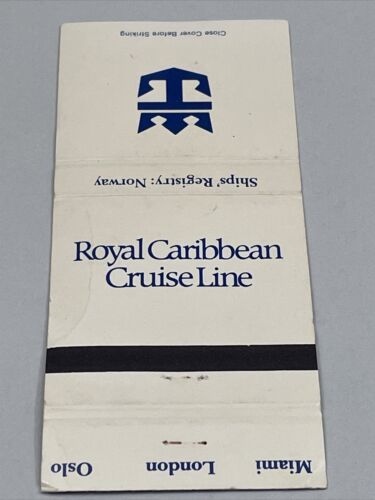 Close Cover Before Striking
Ships' Registry: Norway
Royal Caribbean
Cruise Line
Miami London Oslo